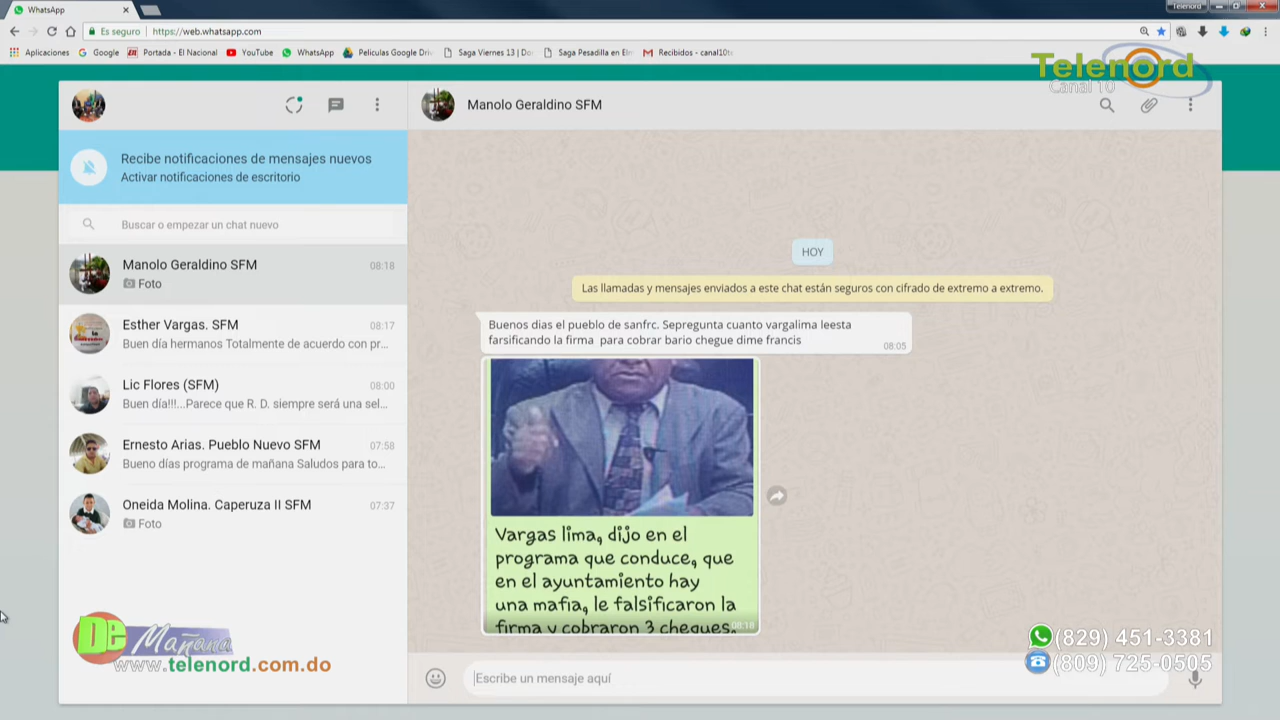 WhatsApp
Telenord
Es seguro
https://web.whatsapp.com
Aplicaciones
Google
Portada - El Nacional
YouTube
WhatsApp
Peliculas Google Driv
Saga Viernes 13 | Do
Saga Pesadilla en Elm
Recibidos - canal10t
Telenord
Canal 10
Manolo Geraldino SFM
Recibe notificaciones de mensajes nuevos
Activar notificaciones de escritorio
Buscar o empezar un chat nuevo
Manolo Geraldino SFM 08:18
Foto
Esther Vargas. SFM 08:17
Buen día hermanos Totalmente de acuerdo con pr...
Lic Flores (SFM) 08:00
Buen día!!!...Parece que R. D. siempre será una sel...
Ernesto Arias. Pueblo Nuevo SFM 07:58
Bueno días programa de mañana Saludos para to...
Oneida Molina. Caperuza II SFM 07:37
Foto
HOY
Las llamadas y mensajes enviados a este chat están seguros con cifrado de extremo a extremo.
Buenos dias el pueblo de sanfrc. Sepregunta cuanto vargalima leesta
farsificando la firma para cobrar bario chegue dime francis
08:05
Vargas lima, dijo en el
programa que conduce, que
en el ayuntamiento hay
una mafia, le falsificaron la
firma y cobraron 3 cheques.
08:18
De Mañana
www.telenord.com.do
(829) 451-3381
(809) 725-0505
Escribe un mensaje aquí